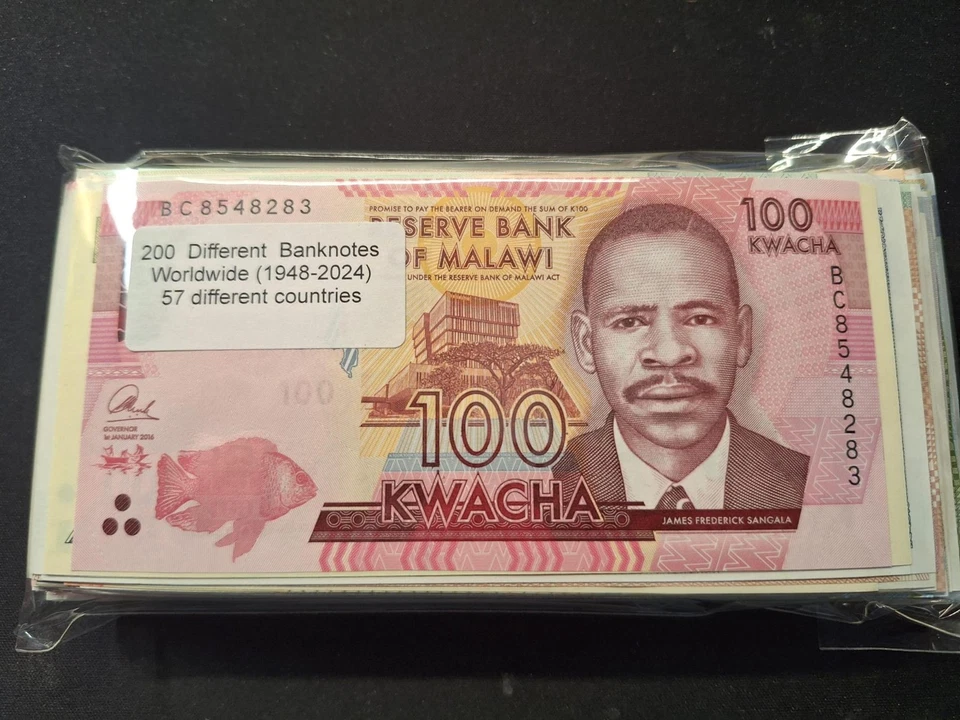 BC8548283
200 Different Banknotes
Worldwide (1948-2024)
57 different countries
PROMISE TO PAY THE BEARER ON DEMAND THE SUM OF K100
RESERVE BANK
OF MALAWI
UNDER THE RESERVE BANK OF MALAWI ACT
100
KWACHA
BC8548283
100
GOVERNOR
1st JANUARY 2016
100
KWACHA
JAMES FREDERICK SANGALA